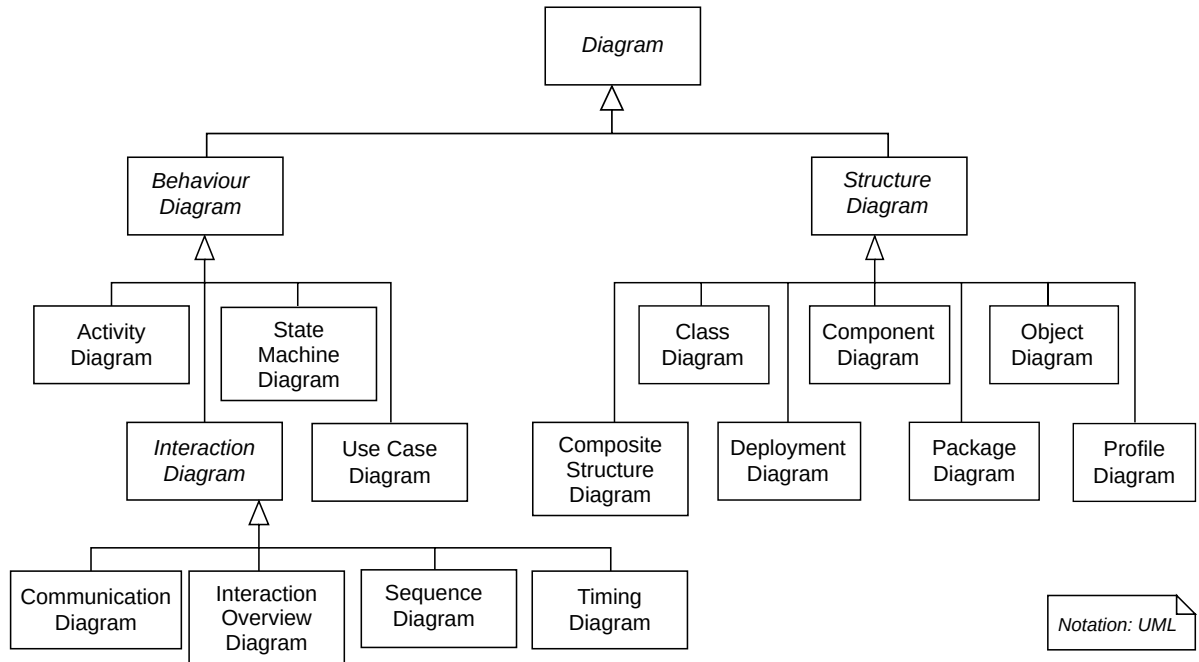 Diagram
Behaviour
Diagram
Structure
Diagram
Activity
Diagram
State
Machine
Diagram
Class
Diagram
Component
Diagram
Object
Diagram
Interaction
Diagram
Use Case
Diagram
Composite
Structure
Diagram
Deployment
Diagram
Package
Diagram
Profile
Diagram
Communication
Diagram
Interaction
Overview
Diagram
Sequence
Diagram
Timing
Diagram
Notation: UML